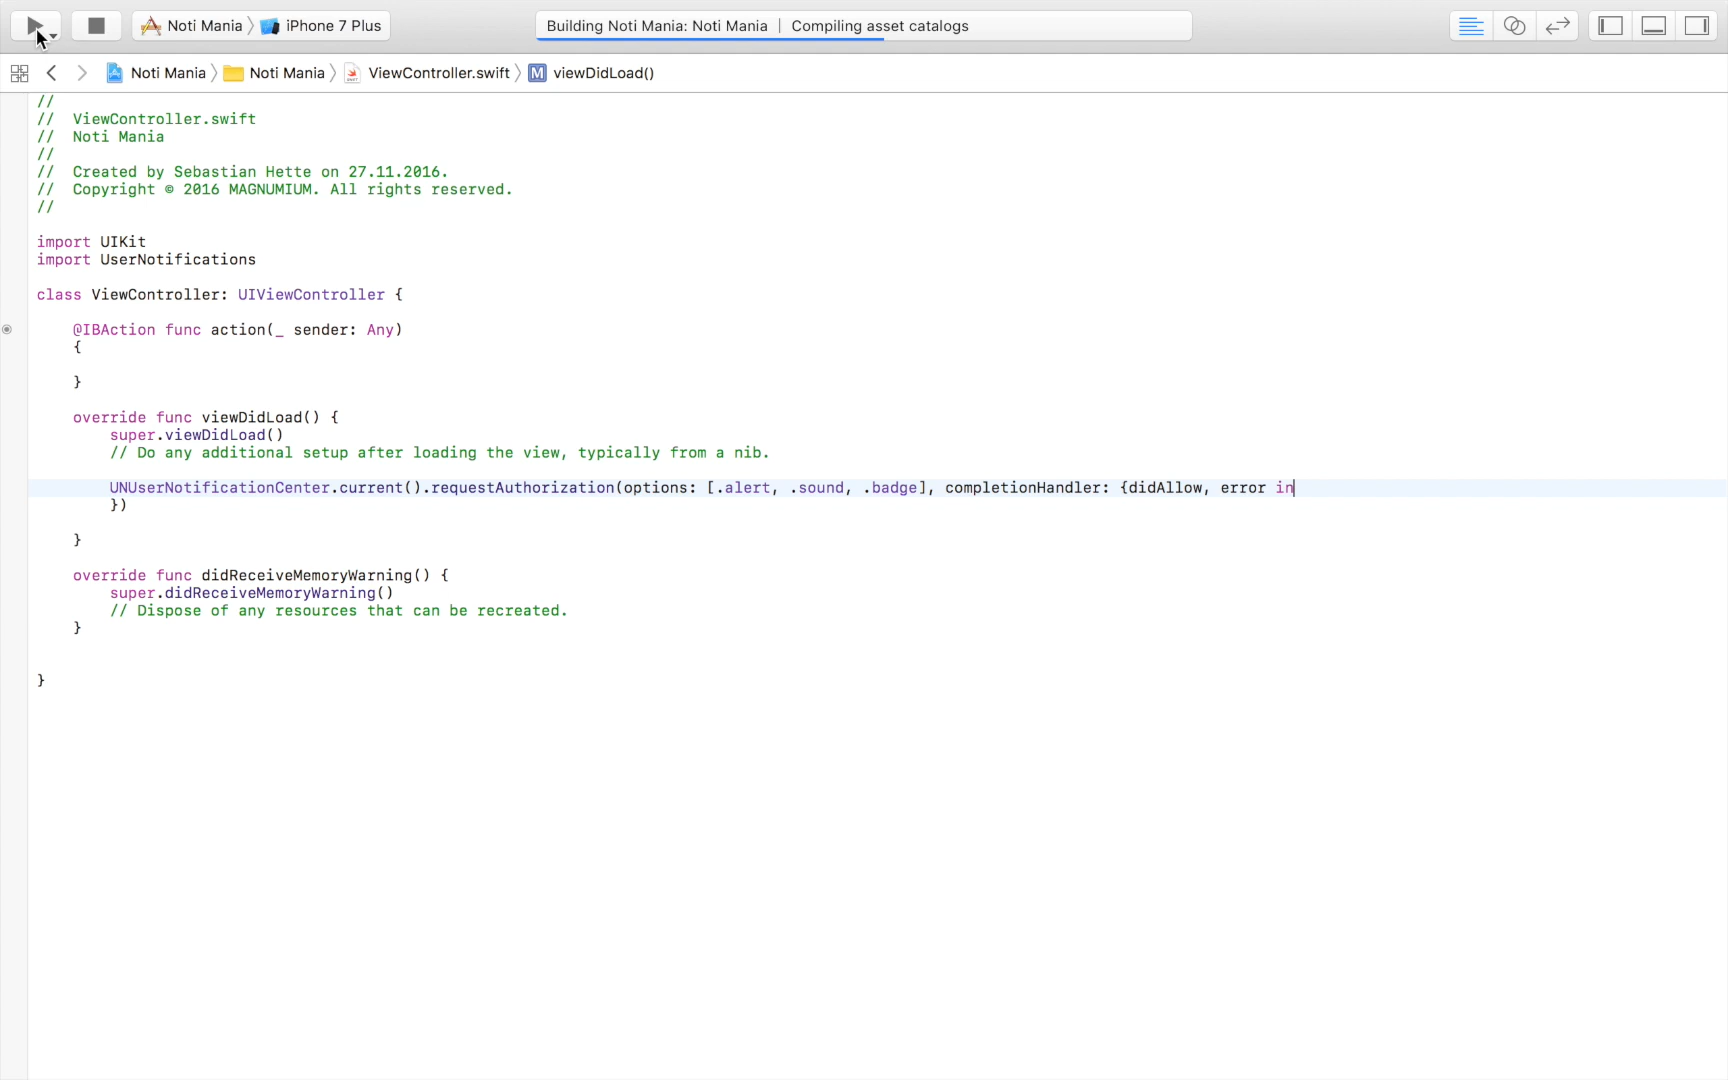 Noti Mania iPhone 7 Plus Building Noti Mania: Noti Mania | Compiling asset catalogs
Noti Mania Noti Mania ViewController.swift M viewDidLoad()
//
// ViewController.swift
// Noti Mania
//
// Created by Sebastian Hette on 27.11.2016.
// Copyright © 2016 MAGNUMIUM. All rights reserved.
//
import UIKit
import UserNotifications
class ViewController: UIViewController {
@IBAction func action(_ sender: Any)
{
}
override func viewDidLoad() {
super.viewDidLoad()
// Do any additional setup after loading the view, typically from a nib.
UNUserNotificationCenter.current().requestAuthorization(options: [.alert, .sound, .badge], completionHandler: {didAllow, error in
})
}
override func didReceiveMemoryWarning() {
super.didReceiveMemoryWarning()
// Dispose of any resources that can be recreated.
}
}